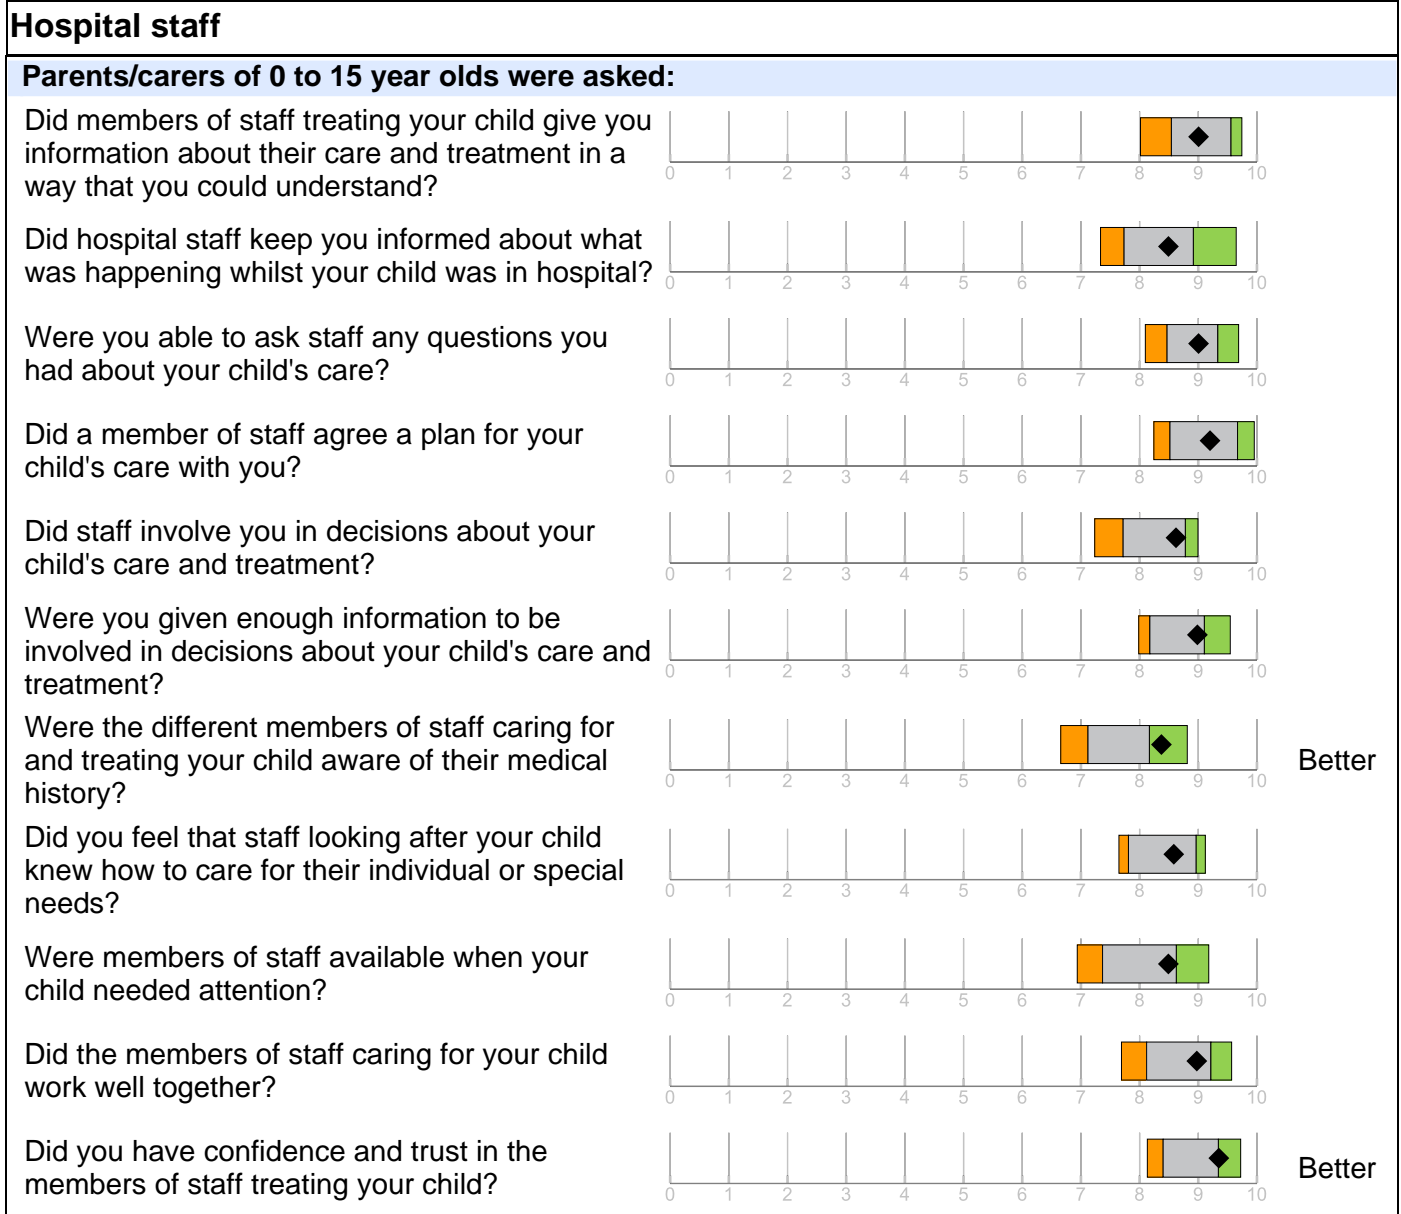 Hospital staff
Parents/carers of 0 to 15 year olds were asked:
Did members of staff treating your child give you
information about their care and treatment in a
way that you could understand?
0 1 2 3 4 5 6 7 8 9 10
Did hospital staff keep you informed about what
was happening whilst your child was in hospital?
0 1 2 3 4 5 6 7 8 9 10
Were you able to ask staff any questions you
had about your child's care?
0 1 2 3 4 5 6 7 8 9 10
Did a member of staff agree a plan for your
child's care with you?
0 1 2 3 4 5 6 7 8 9 10
Did staff involve you in decisions about your
child's care and treatment?
0 1 2 3 4 5 6 7 8 9 10
Were you given enough information to be
involved in decisions about your child's care and
treatment?
0 1 2 3 4 5 6 7 8 9 10
Were the different members of staff caring for
and treating your child aware of their medical
history?
0 1 2 3 4 5 6 7 8 9 10
Better
Did you feel that staff looking after your child
knew how to care for their individual or special
needs?
0 1 2 3 4 5 6 7 8 9 10
Were members of staff available when your
child needed attention?
0 1 2 3 4 5 6 7 8 9 10
Did the members of staff caring for your child
work well together?
0 1 2 3 4 5 6 7 8 9 10
Did you have confidence and trust in the
members of staff treating your child?
0 1 2 3 4 5 6 7 8 9 10
Better